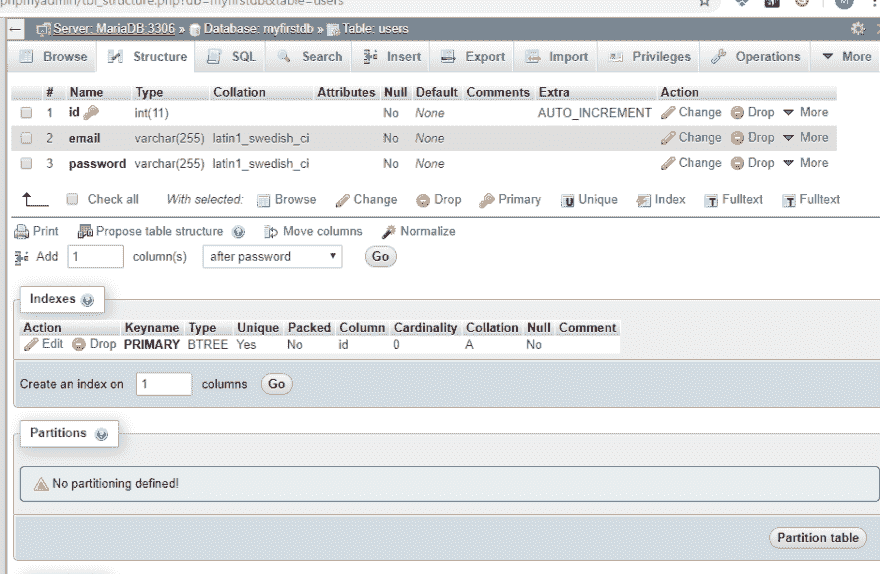 phpmyadmin/tbl_structure.php?db=myfirstdb&table=users
Server: MariaDB 3306 » Database: myfirstdb » Table: users
Browse Structure SQL Search Insert Export Import Privileges Operations More
# Name Type Collation Attributes Null Default Comments Extra Action
1 id int(11) No None AUTO_INCREMENT Change Drop More
2 email varchar(255) latin1_swedish_ci No None Change Drop More
3 password varchar(255) latin1_swedish_ci No None Change Drop More
Check all With selected: Browse Change Drop Primary Unique Index Fulltext Fulltext
Print Propose table structure Move columns Normalize
Add 1 column(s) after password Go
Indexes
Action Keyname Type Unique Packed Column Cardinality Collation Null Comment
Edit Drop PRIMARY BTREE Yes No id 0 A No
Create an index on 1 columns Go
Partitions
No partitioning defined!
Partition table